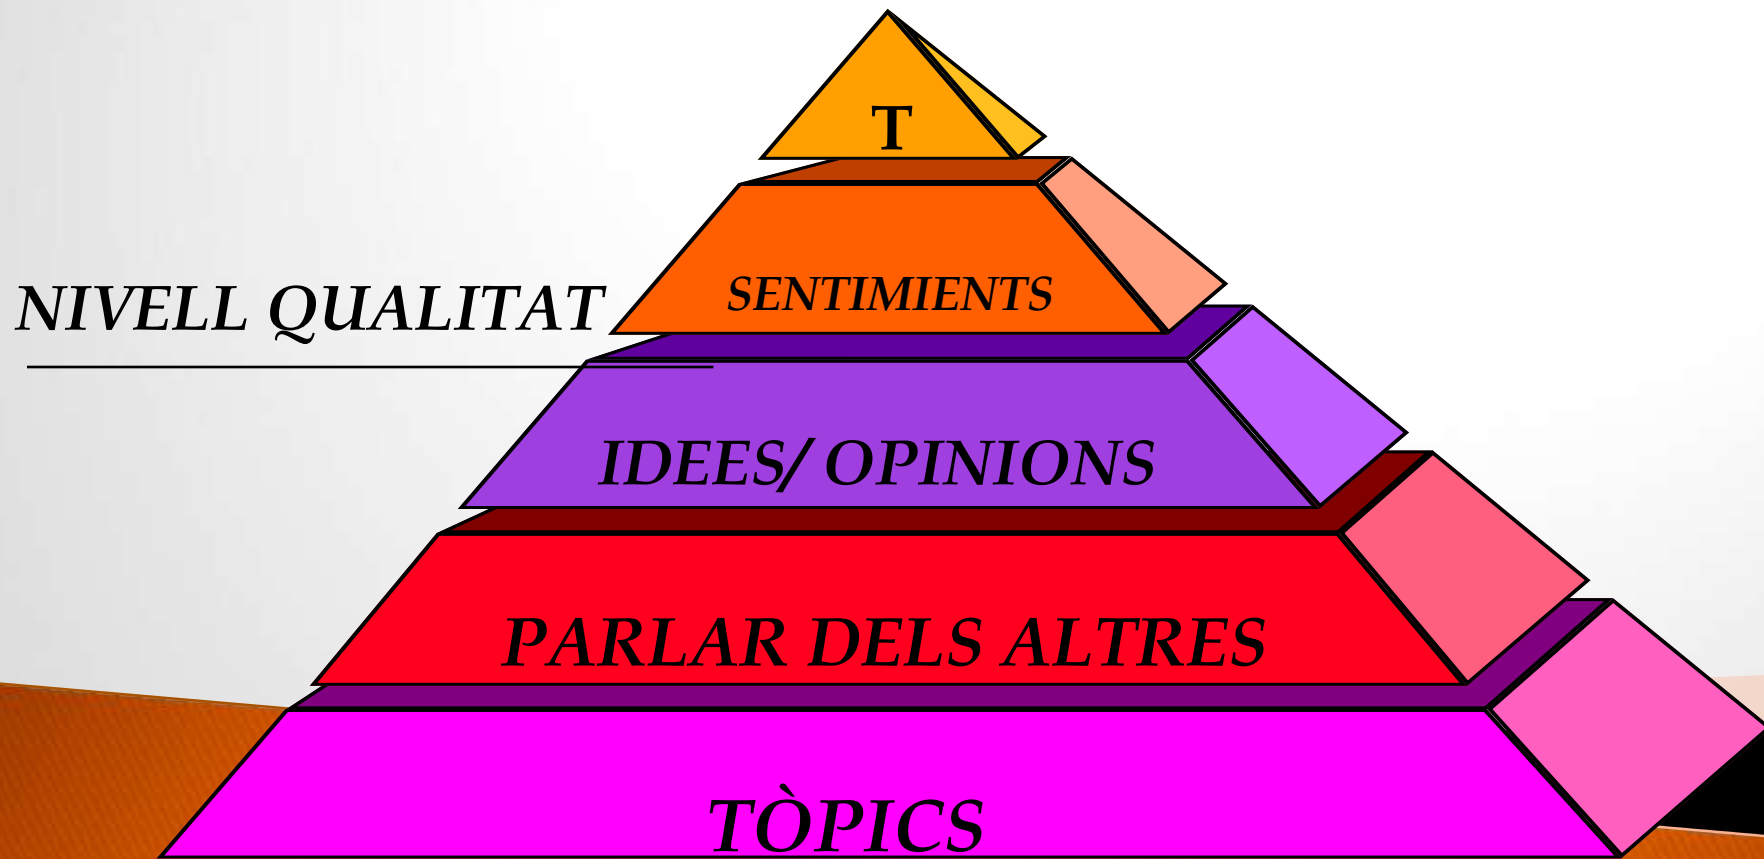 T
SENTIMIENTS
NIVELL QUALITAT
IDEES/ OPINIONS
PARLAR DELS ALTRES
TÒPICS